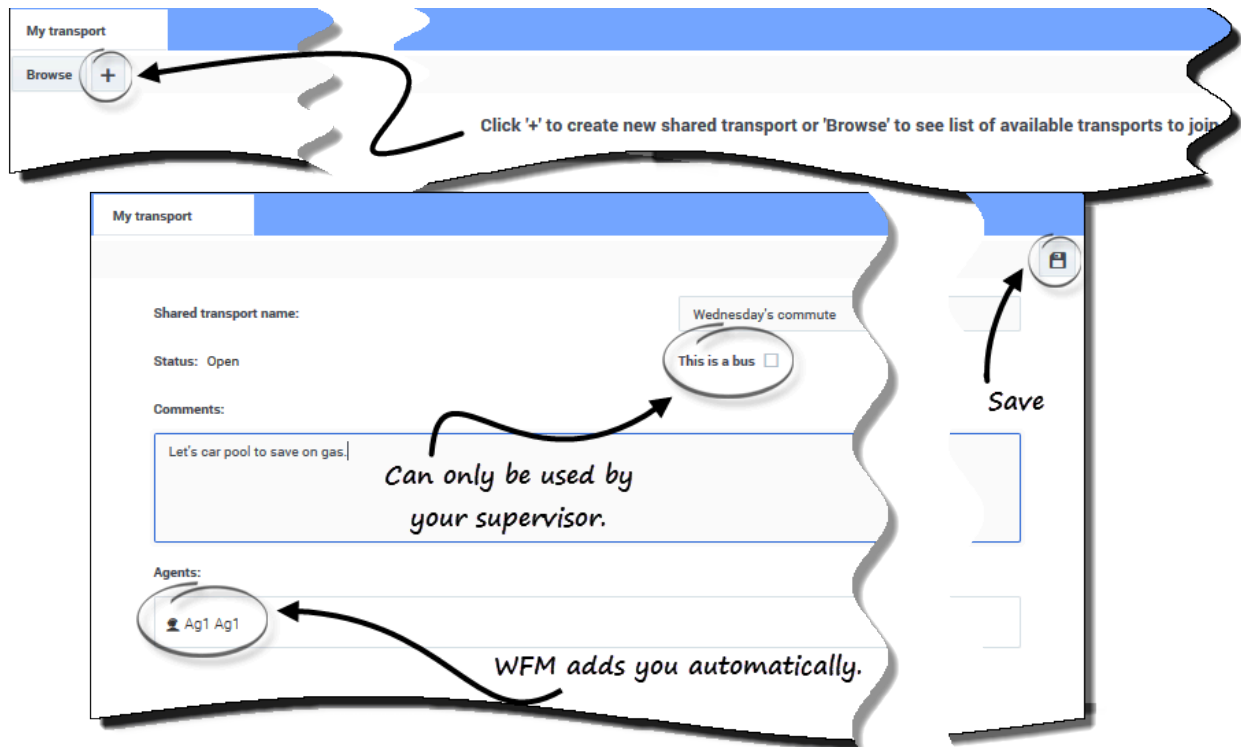 My transport
Browse +
Click '+' to create new shared transport or 'Browse' to see list of available transports to join
My transport
Shared transport name: Wednesday's commute
Status: Open This is a bus
Save
Comments:
Let's car pool to save on gas.
Can only be used by
your supervisor.
Agents:
Ag1 Ag1
WFM adds you automatically.